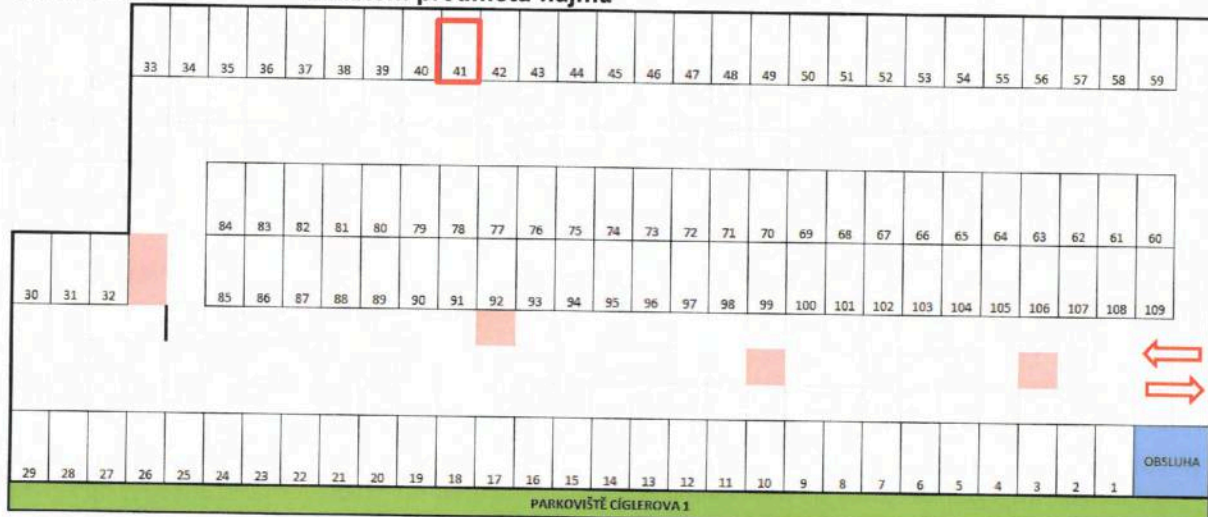 předmětu nájmu
33 34 35 36 37 38 39 40 41 42 43 44 45 46 47 48 49 50 51 52 53 54 55 56 57 58 59
84 83 82 81 80 79 78 77 76 75 74 73 72 71 70 69 68 67 66 65 64 63 62 61 60
30 31 32 85 86 87 88 89 90 91 92 93 94 95 96 97 98 99 100 101 102 103 104 105 106 107 108 109
29 28 27 26 25 24 23 22 21 20 19 18 17 16 15 14 13 12 11 10 9 8 7 6 5 4 3 2 1 OBSLUHA
PARKOVIŠTĚ CÍGLEROVA 1